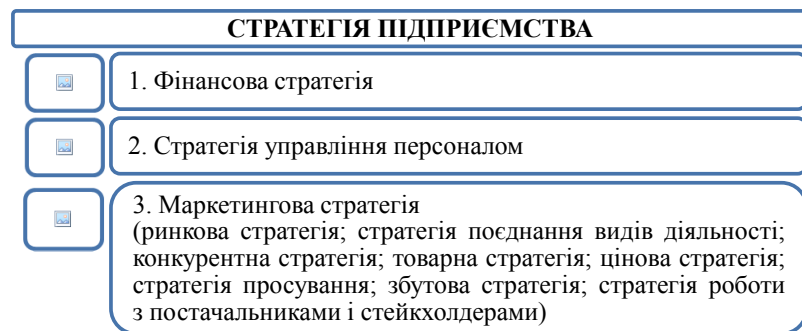 СТРАТЕГІЯ ПІДПРИЄМСТВА
1. Фінансова стратегія
2. Стратегія управління персоналом
3. Маркетингова стратегія
(ринкова стратегія; стратегія поєднання видів діяльності;
конкурентна стратегія; товарна стратегія; цінова стратегія;
стратегія просування; збутова стратегія; стратегія роботи
з постачальниками і стейкхолдерами)